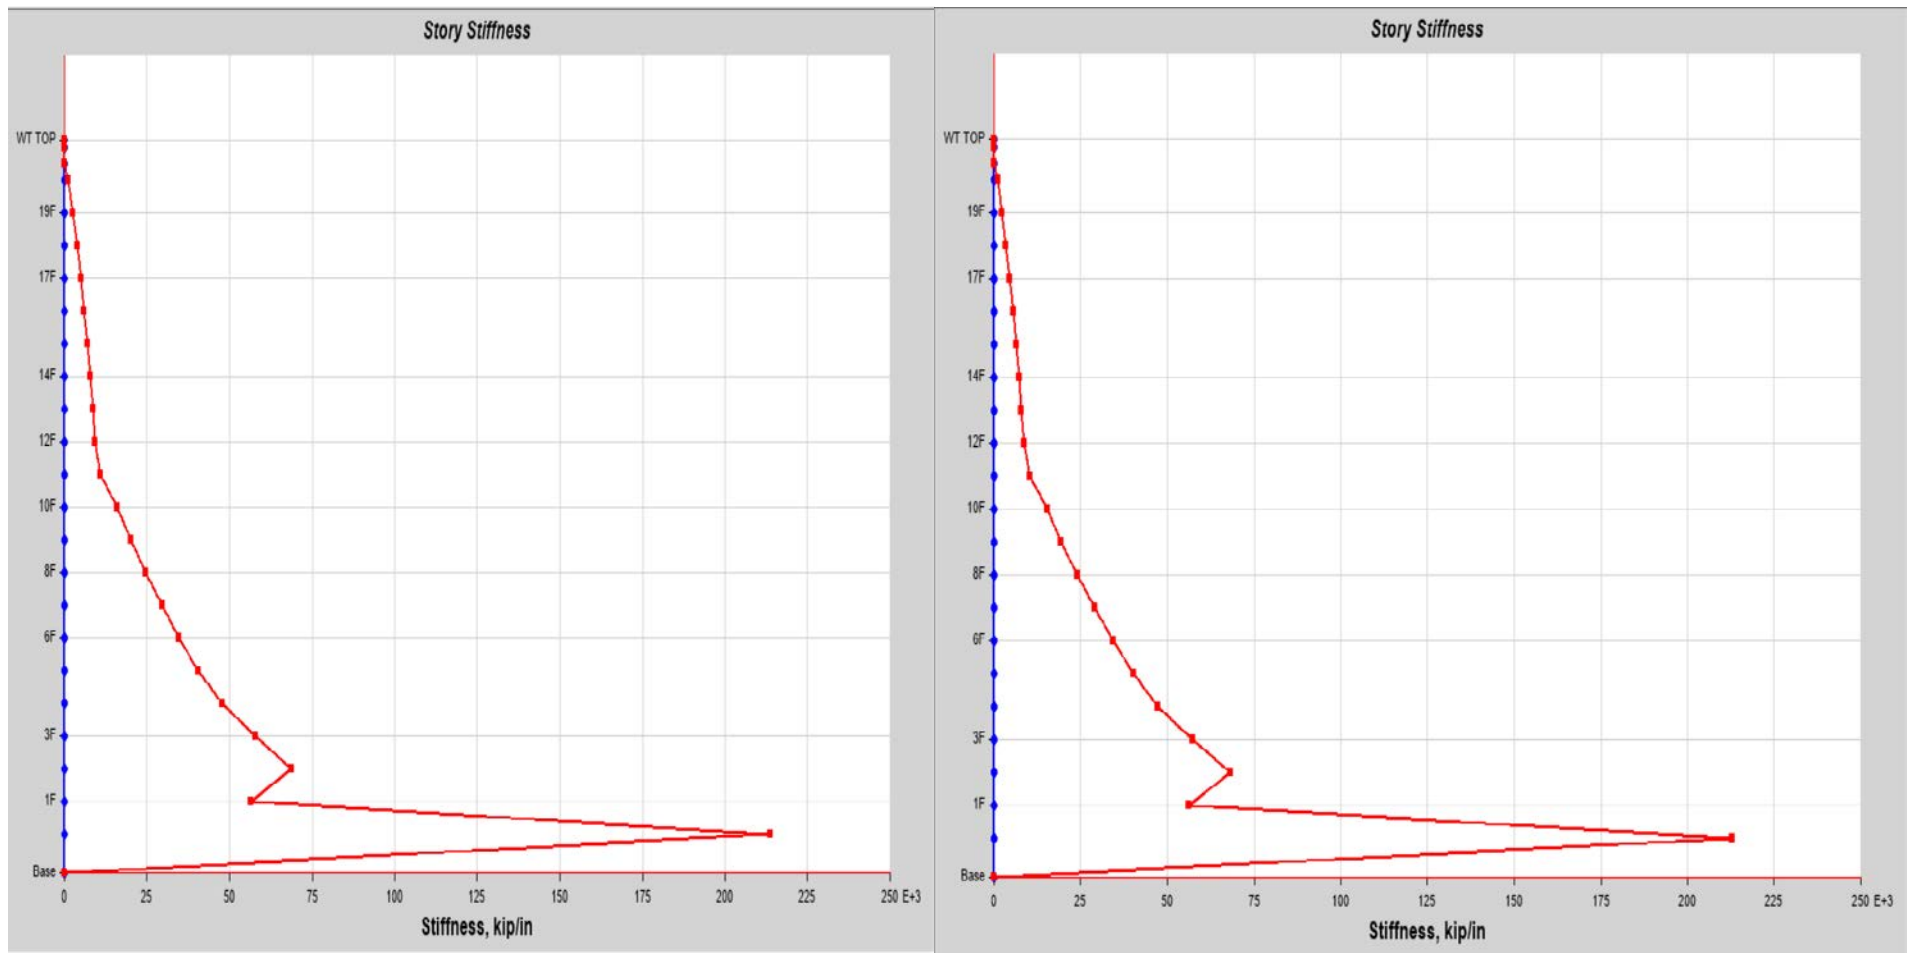 Story Stiffness
WT TOP
19F
17F
14F
12F
10F
8F
6F
3F
1F
Base
0 25 50 75 100 125 150 175 200 225 250 E+3
Stiffness, kip/in
Story Stiffness
WT TOP
19F
17F
14F
12F
10F
8F
6F
3F
1F
Base
0 25 50 75 100 125 150 175 200 225 250 E+3
Stiffness, kip/in